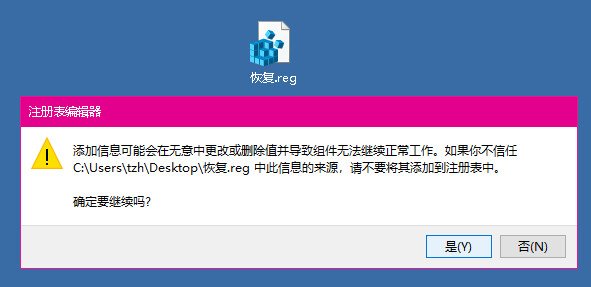 恢复.reg
注册表编辑器
添加信息可能会在无意中更改或删除值并导致组件无法继续正常工作。如果你不信任
C:\Users\tzh\Desktop\恢复.reg 中此信息的来源，请不要将其添加到注册表中。
确定要继续吗?
是(Y) 否(N)